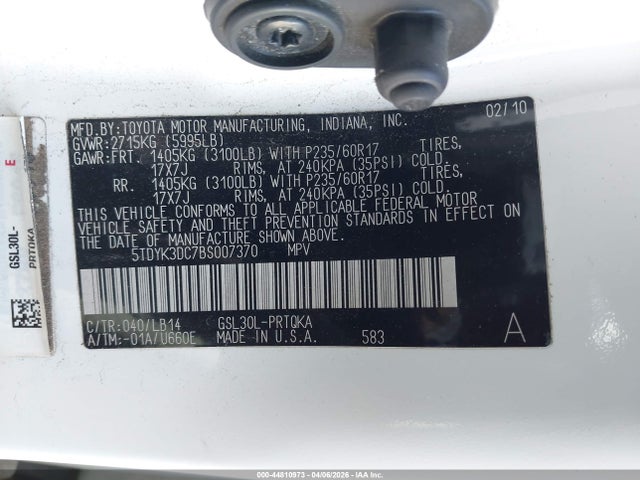 MFD. BY:TOYOTA MOTOR MANUFACTURING, INDIANA, INC. 02/10
GVWR:2715KG (5995LB)
GAWR:FRT. 1405KG (3100LB) WITH P235/60R17 TIRES,
17X7J RIMS, AT 240KPA (35PSI) COLD.
RR. 1405KG (3100LB) WITH P235/60R17 TIRES,
17X7J RIMS, AT 240KPA (35PSI) COLD.
THIS VEHICLE CONFORMS TO ALL APPLICABLE FEDERAL MOTOR
VEHICLE SAFETY AND THEFT PREVENTION STANDARDS IN EFFECT ON
THE DATE OF MANUFACTURE SHOWN ABOVE.
5TDYK3DC7BS007370 MPV
C/TR:040/LB14 GSL30L-PRTQKA
A/TM:-01A/U660E MADE IN U.S.A. 583 A
E
GSL30L-
PRTQKA
000-44810973 - 04/06/2026 - IAA Inc. Copyright